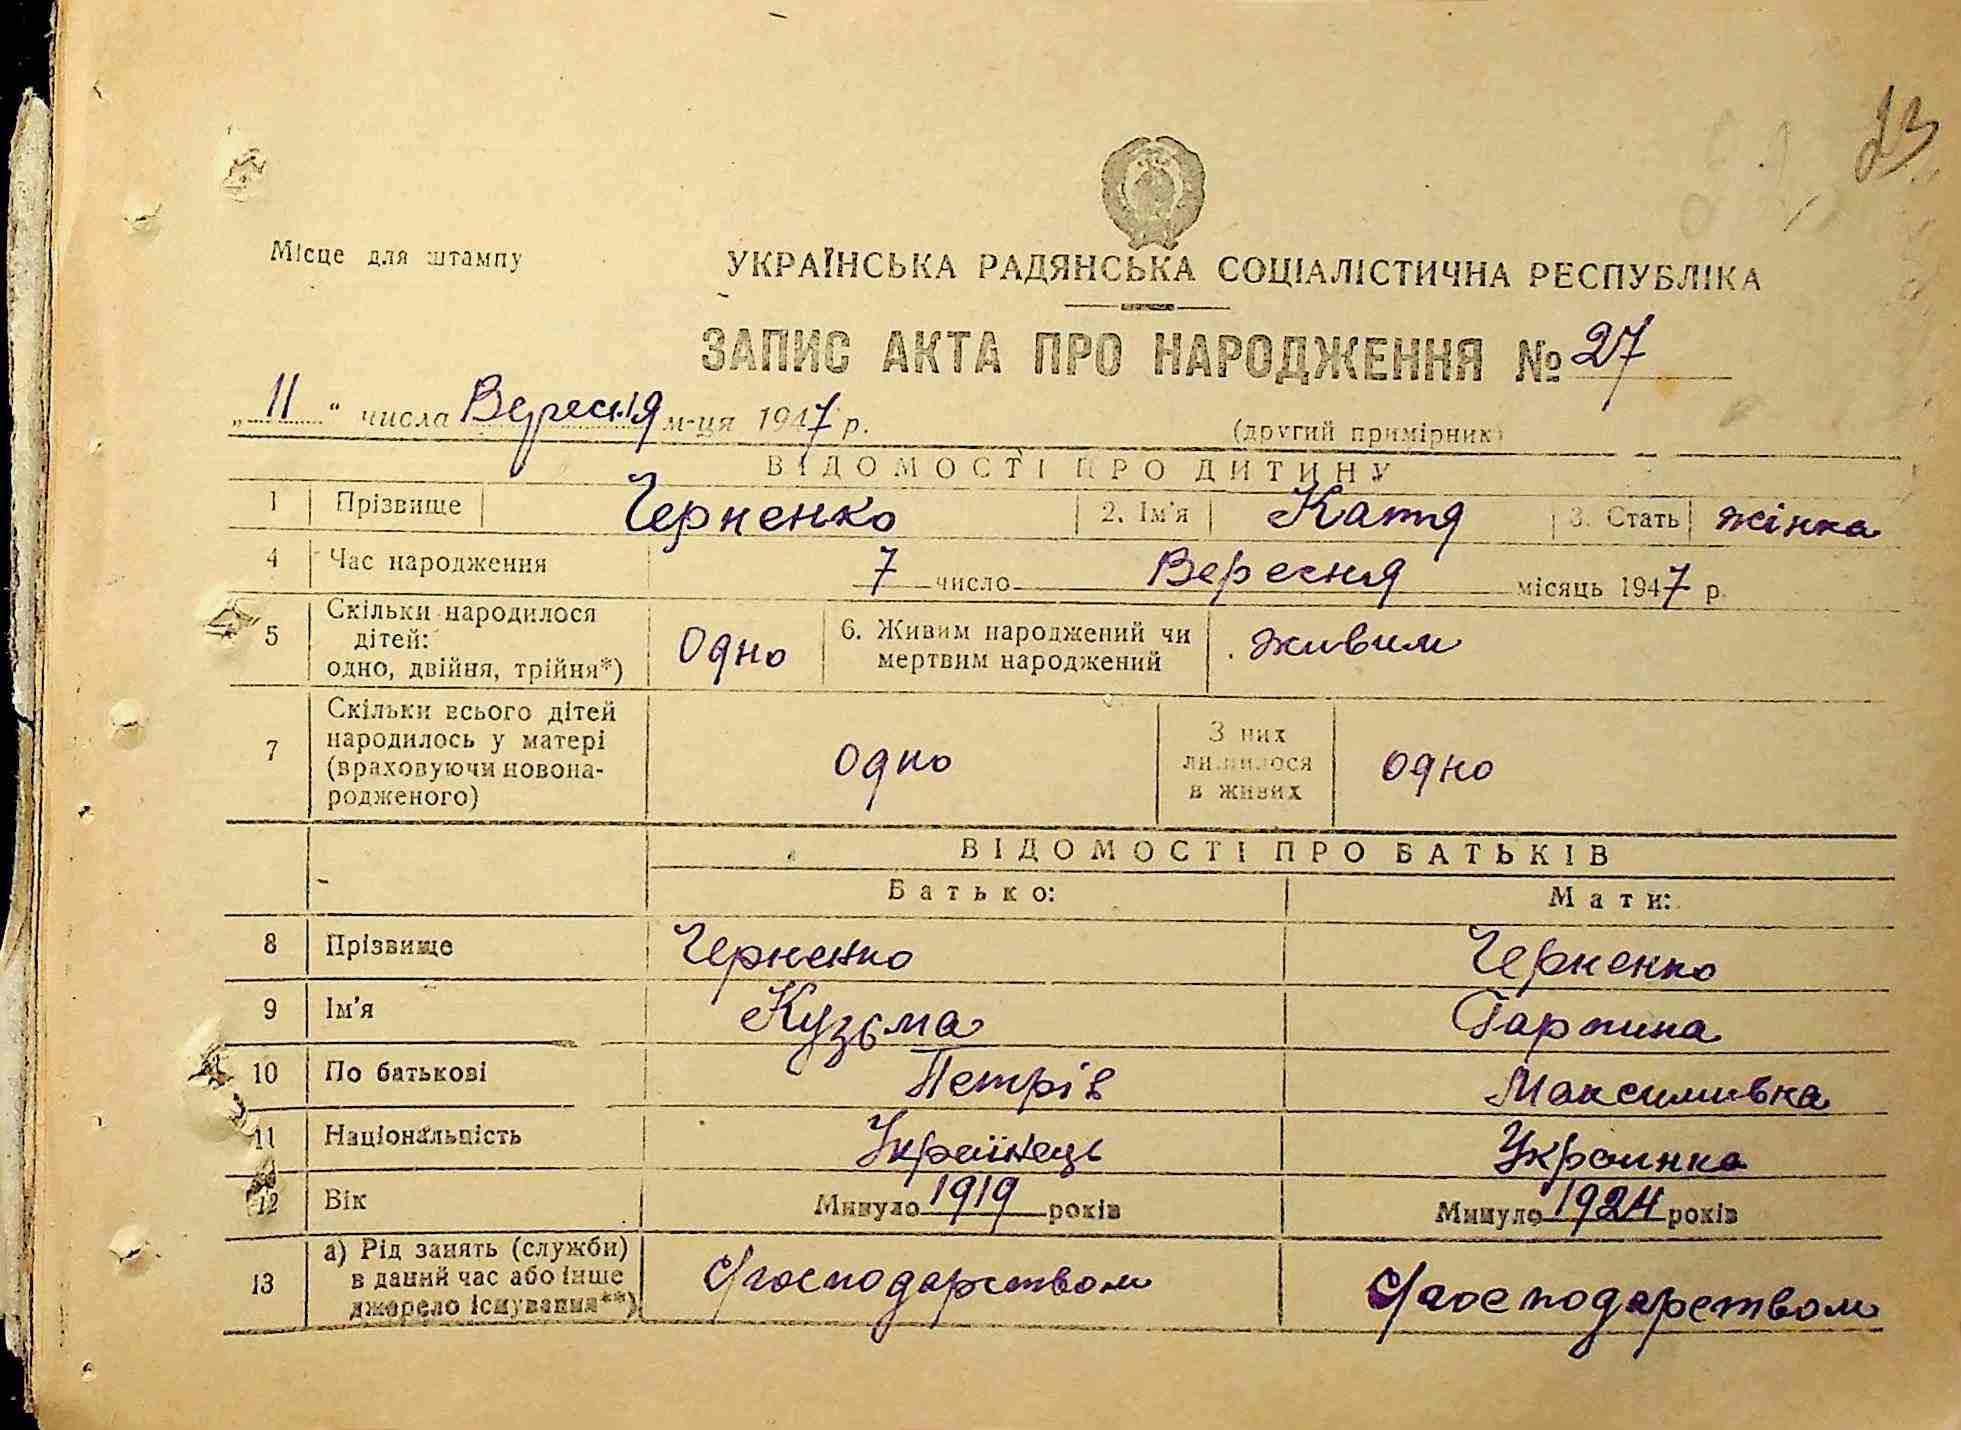 23
Місце для штампу
УКРАЇНСЬКА РАДЯНСЬКА СОЦІАЛІСТИЧНА РЕСПУБЛІКА
ЗАПИС АКТА ПРО НАРОДЖЕННЯ № 27
„11“ числа Вересня м-ця 1947 р.
(другий примірник)
ВІДОМОСТІ ПРО ДИТИНУ
1 Прізвище Черненко 2. Ім'я Катя 3. Стать жінка
4 Час народження 7 число Вересня місяць 1947 р.
5 Скільки народилося дітей: одно, двійня, трійня*) Одно 6. Живим народжений чи мертвим народжений живим
7 Скільки всього дітей народилось у матері (враховуючи новонародженого) одно З них лишилося в живих одно
ВІДОМОСТІ ПРО БАТЬКІВ
Батько: Мати:
8 Прізвище Черненко Черненко
9 Ім'я Кузьма Гарпина
10 По батькові Петрів Максимивка
11 Національність Українець Украинка
12 Вік Минуло 1919 років Минуло 1924 років
13 а) Рід занять (служби) в даний час або інше джерело існування**) с/господарством с/господарством